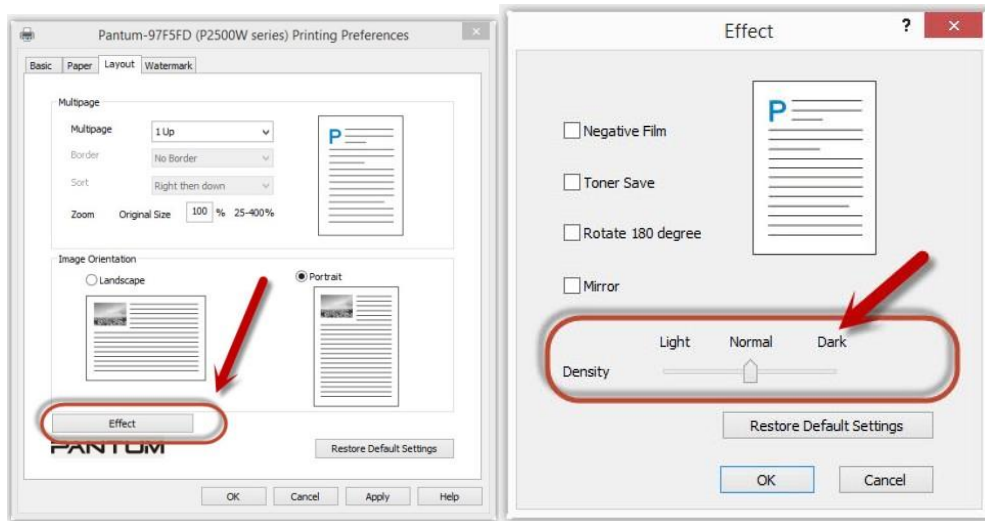 Pantum-97F5FD (P2500W series) Printing Preferences
Basic Paper Layout Watermark
Multipage
Multipage 1 Up
Border No Border
Sort Right then down
Zoom Original Size 100 % 25-400%
P
Image Orientation
Landscape Portrait
Effect
PANTUM
Restore Default Settings
OK Cancel Apply Help
Effect ?
P
Negative Film
Toner Save
Rotate 180 degree
Mirror
Light Normal Dark
Density
Restore Default Settings
OK Cancel